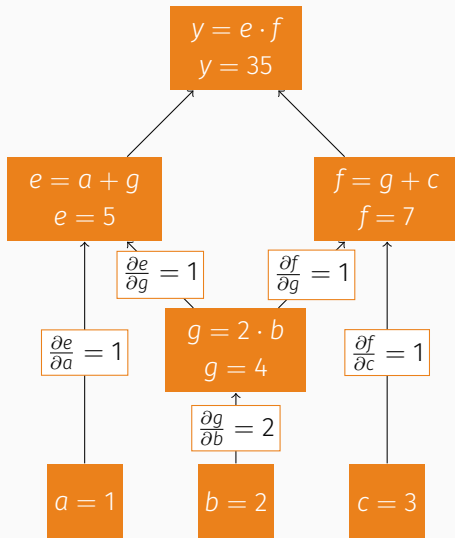 y = e · f
y = 35
e = a + g
e = 5
f = g + c
f = 7
∂e/∂g = 1
∂f/∂g = 1
g = 2 · b
g = 4
∂e/∂a = 1
∂f/∂c = 1
∂g/∂b = 2
a = 1
b = 2
c = 3